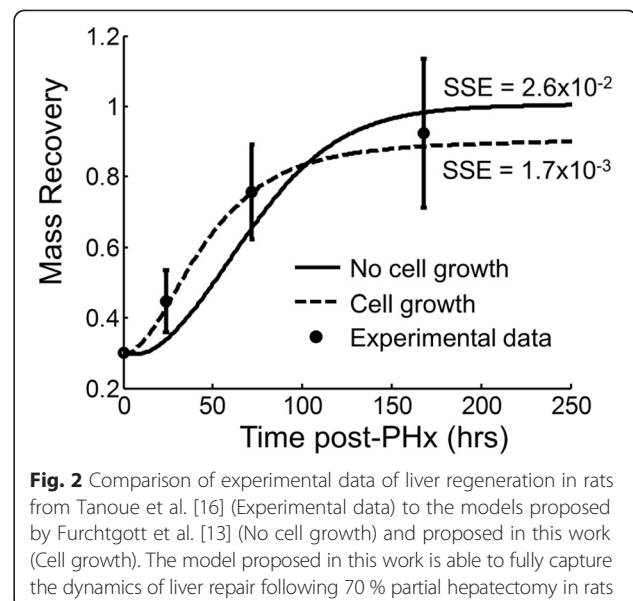 1.2
1
0.8
0.6
0.4
0.2
Mass Recovery
SSE = 2.6x10-2
SSE = 1.7x10-3
No cell growth
Cell growth
Experimental data
0 50 100 150 200 250
Time post-PHx (hrs)
Fig. 2 Comparison of experimental data of liver regeneration in rats
from Tanoue et al. [16] (Experimental data) to the models proposed
by Furchtgott et al. [13] (No cell growth) and proposed in this work
(Cell growth). The model proposed in this work is able to fully capture
the dynamics of liver repair following 70 % partial hepatectomy in rats